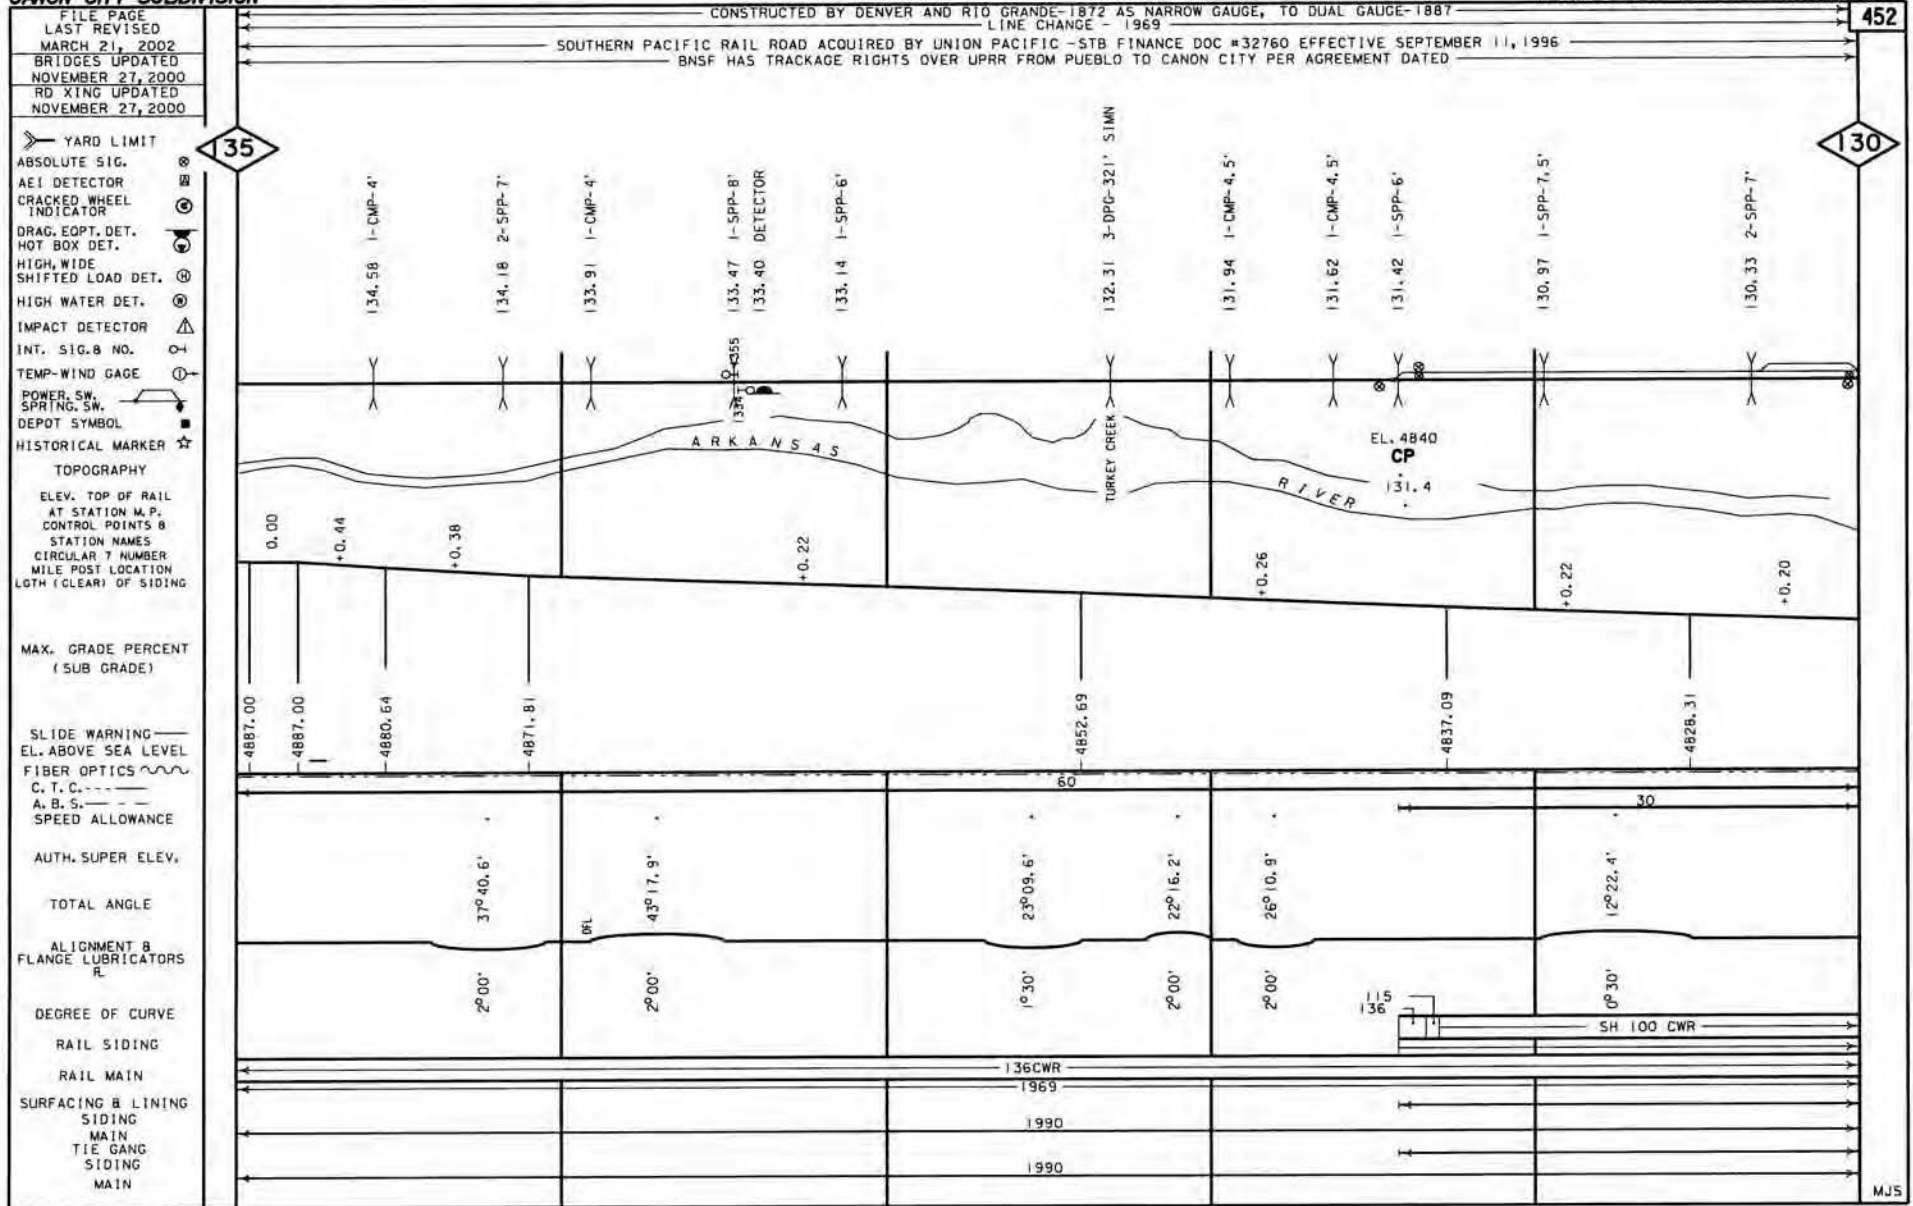 CANON CITY SUBDIVISION
FILE PAGE
LAST REVISED
MARCH 21, 2002
BRIDGES UPDATED
NOVEMBER 27, 2000
RD XING UPDATED
NOVEMBER 27, 2000
CONSTRUCTED BY DENVER AND RIO GRANDE-1872 AS NARROW GAUGE, TO DUAL GAUGE-1887
LINE CHANGE - 1969
SOUTHERN PACIFIC RAIL ROAD ACQUIRED BY UNION PACIFIC -STB FINANCE DOC #32760 EFFECTIVE SEPTEMBER 11, 1996
BNSF HAS TRACKAGE RIGHTS OVER UPRR FROM PUEBLO TO CANON CITY PER AGREEMENT DATED
452
135
130
YARD LIMIT
ABSOLUTE SIG.
AEI DETECTOR
CRACKED WHEEL
INDICATOR
DRAG. EQPT. DET.
HOT BOX DET.
HIGH, WIDE
SHIFTED LOAD DET.
HIGH WATER DET.
IMPACT DETECTOR
INT. SIG. & NO.
TEMP-WIND GAGE
POWER. SW.
SPRING. SW.
DEPOT SYMBOL
HISTORICAL MARKER
TOPOGRAPHY
ELEV. TOP OF RAIL
AT STATION M.P.
CONTROL POINTS &
STATION NAMES
CIRCULAR 7 NUMBER
MILE POST LOCATION
LGTH (CLEAR) OF SIDING
MAX. GRADE PERCENT
(SUB GRADE)
SLIDE WARNING
EL. ABOVE SEA LEVEL
FIBER OPTICS
C. T. C.
A. B. S.
SPEED ALLOWANCE
AUTH. SUPER ELEV.
TOTAL ANGLE
ALIGNMENT &
FLANGE LUBRICATORS
DEGREE OF CURVE
RAIL SIDING
RAIL MAIN
SURFACING & LINING
SIDING
MAIN
TIE GANG
SIDING
MAIN
134.58 1-CMP-4'
134.18 2-SPP-7'
133.91 1-CMP-4'
133.47 1-SPP-8'
133.40 DETECTOR
133.14 1-SPP-6'
132.31 3-DPG-321' SIMN
131.94 1-CMP-4.5'
131.62 1-CMP-4.5'
131.42 1-SPP-6'
130.97 1-SPP-7.5'
130.33 2-SPP-7'
1355
1334
ARKANSAS
TURKEY CREEK
RIVER
EL. 4840
CP
131.4
0.00
+0.44
+0.38
+0.22
+0.26
+0.22
+0.20
4887.00
4887.00
4880.64
4871.81
4852.69
4837.09
4828.31
60
30
37°40.6'
DFL
43°17.9'
23°09.6'
22°16.2'
26°10.9'
12°22.4'
2°00'
2°00'
1°30'
2°00'
2°00'
0°30'
115
136
SH 100 CWR
136CWR
1969
1990
1990
MJS